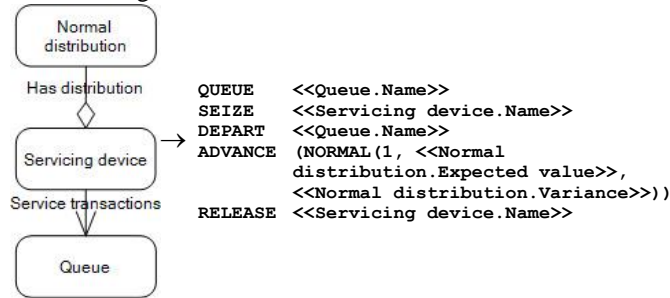 Normal
distribution
Has distribution
Servicing device
Service transactions
Queue
→
QUEUE <<Queue.Name>>
SEIZE <<Servicing device.Name>>
DEPART <<Queue.Name>>
ADVANCE (NORMAL(1, <<Normal
distribution.Expected value>>,
<<Normal distribution.Variance>>))
RELEASE <<Servicing device.Name>>